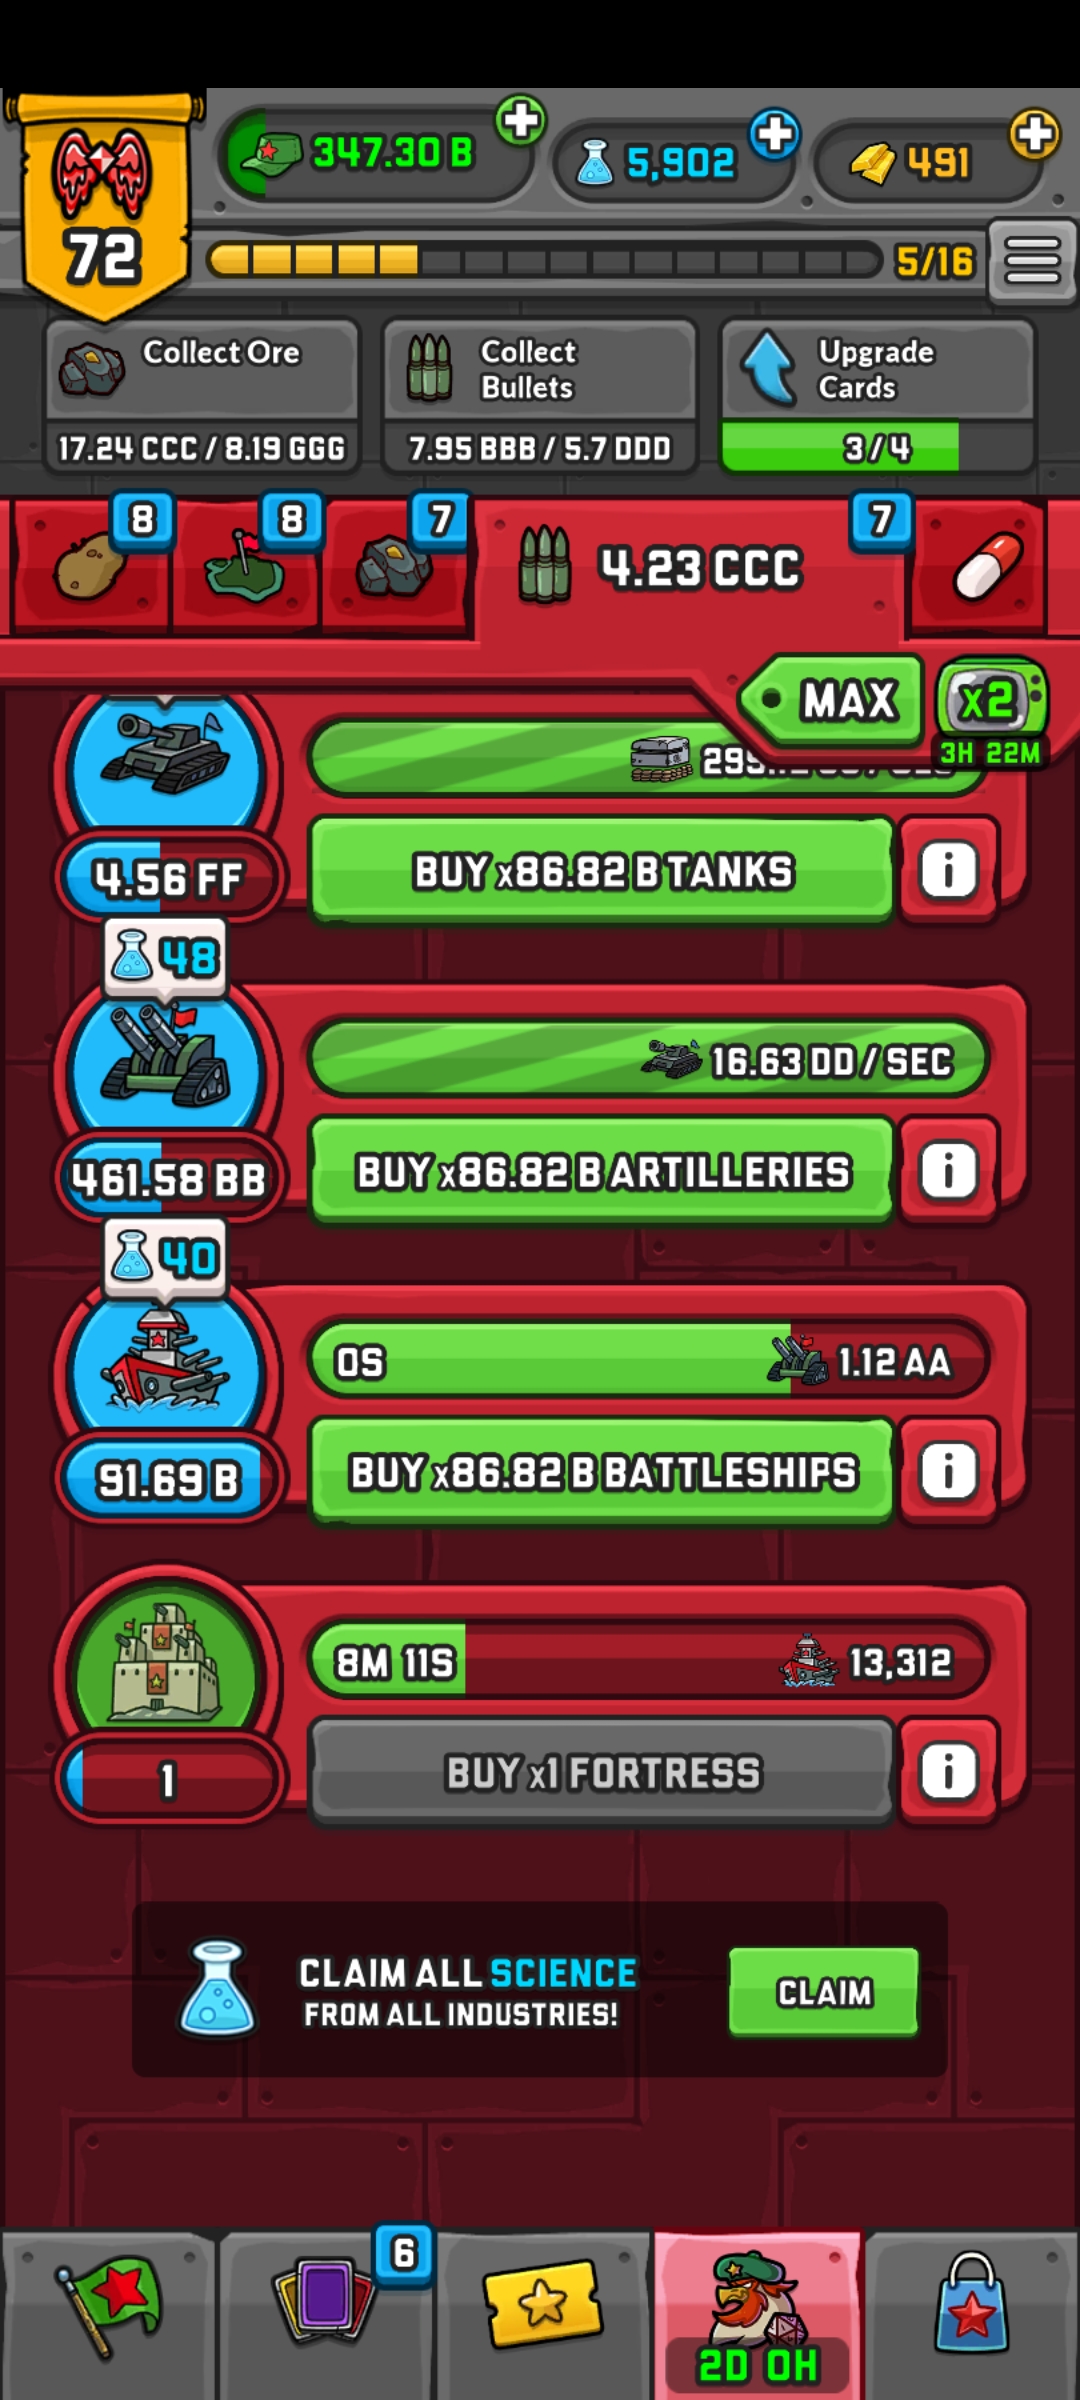 347.30 B
5,902
491
72
5/16
Collect Ore
17.24 CCC / 8.19 GGG
Collect
Bullets
7.95 BBB / 5.7 DDD
Upgrade
Cards
3/4
8
8
7
4.23 CCC
7
MAX
x2
3H 22M
4.56 FF
BUY x86.82 B TANKS
i
48
16.63 DD / SEC
461.58 BB
BUY x86.82 B ARTILLERIES
i
40
0S
1.12 AA
91.69 B
BUY x86.82 B BATTLESHIPS
i
8M 11S
13,312
1
BUY x1 FORTRESS
i
CLAIM ALL SCIENCE
FROM ALL INDUSTRIES!
CLAIM
6
2D 0H